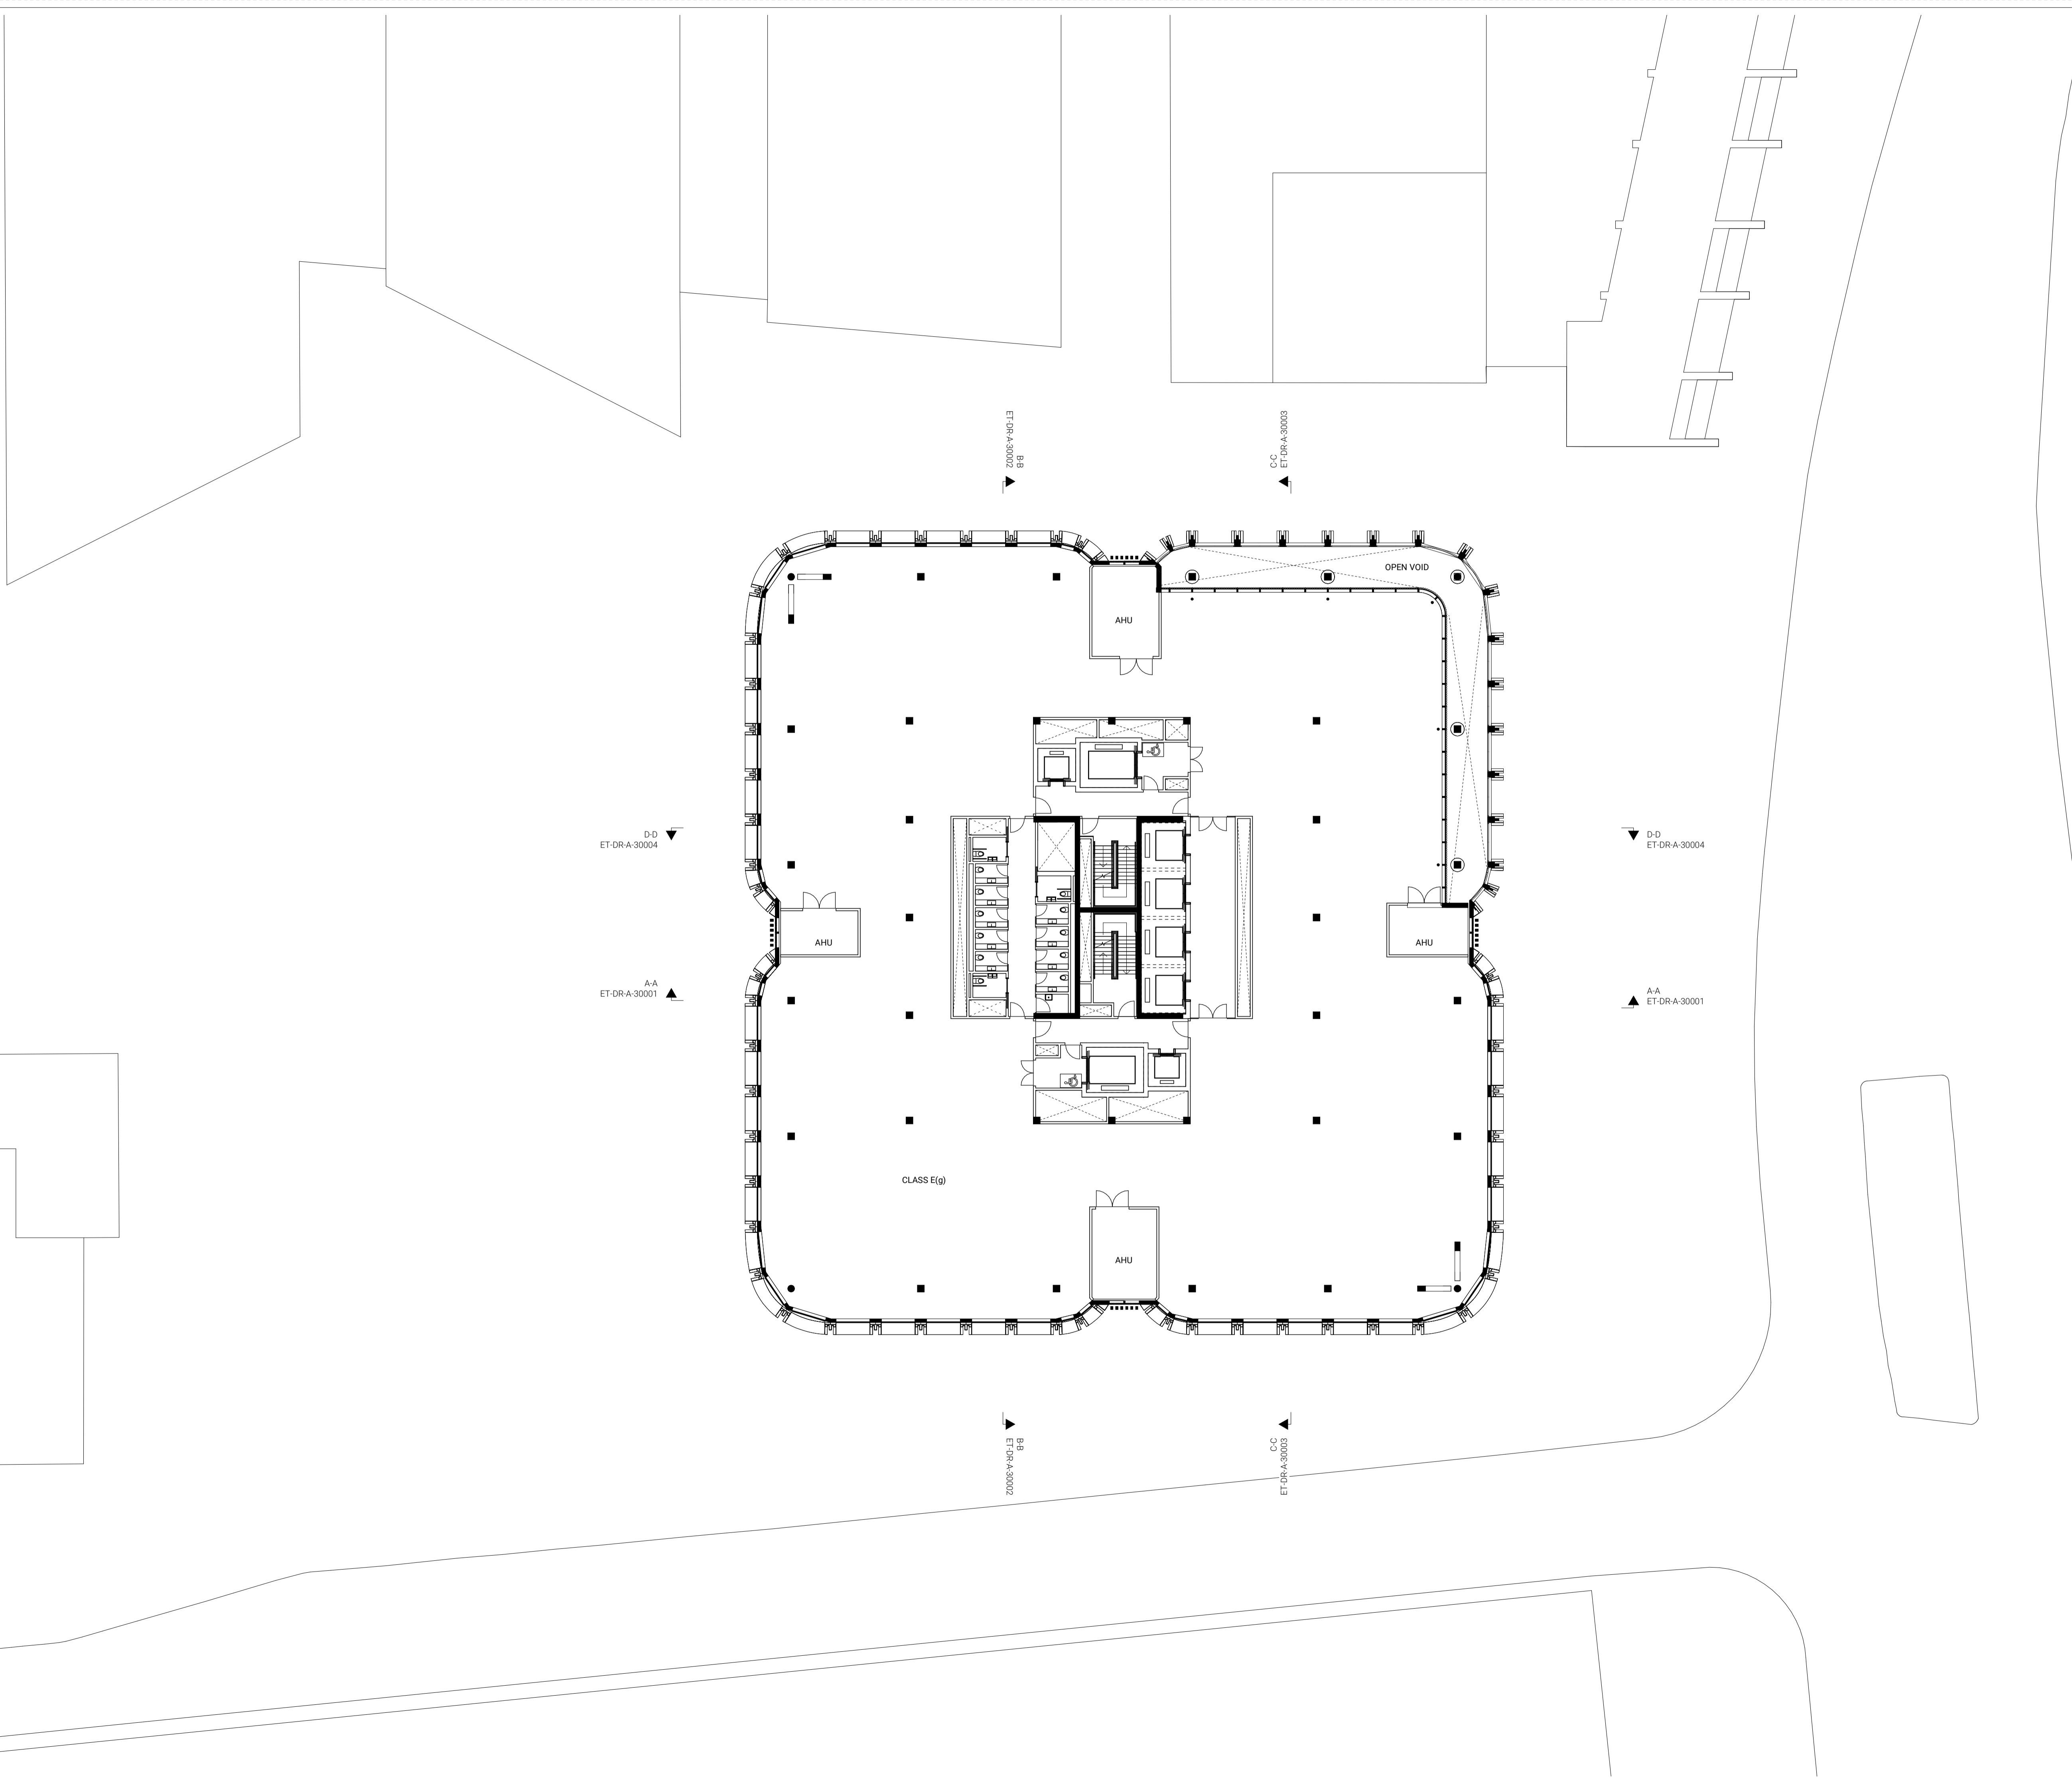 ET-DR-A-30002
B-B
C-C
ET-DR-A-30003
OPEN VOID
AHU
D-D
ET-DR-A-30004
D-D
ET-DR-A-30004
AHU
AHU
A-A
ET-DR-A-30001
A-A
ET-DR-A-30001
CLASS E(g)
AHU
B-B
ET-DR-A-30002
C-C
ET-DR-A-30003